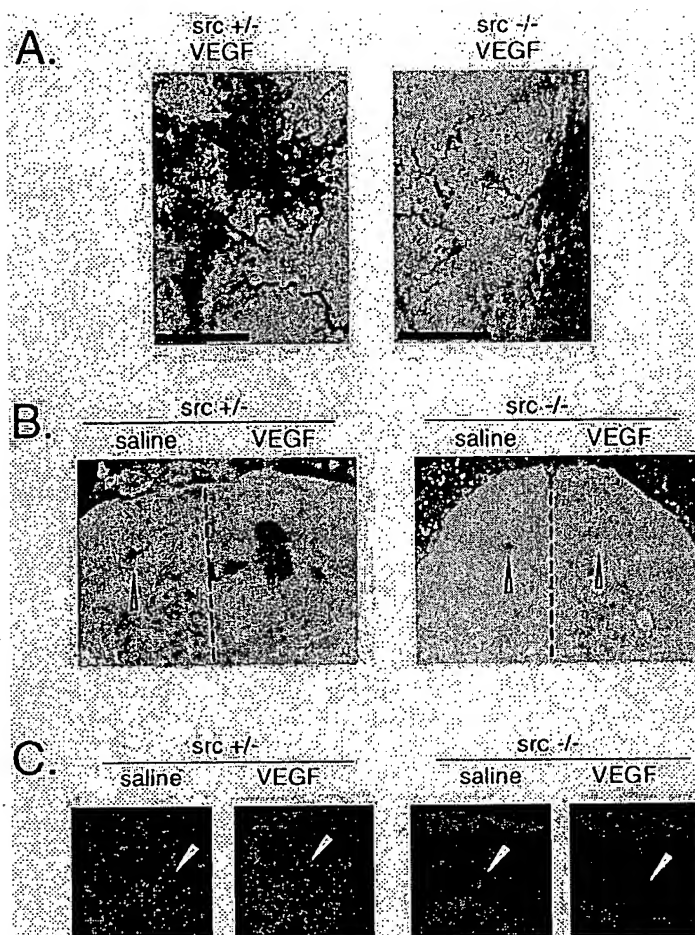 A.
src +/-
VEGF
src -/-
VEGF
B.
src +/-
saline
VEGF
src -/-
saline
VEGF
C.
src +/-
saline
VEGF
src -/-
saline
VEGF